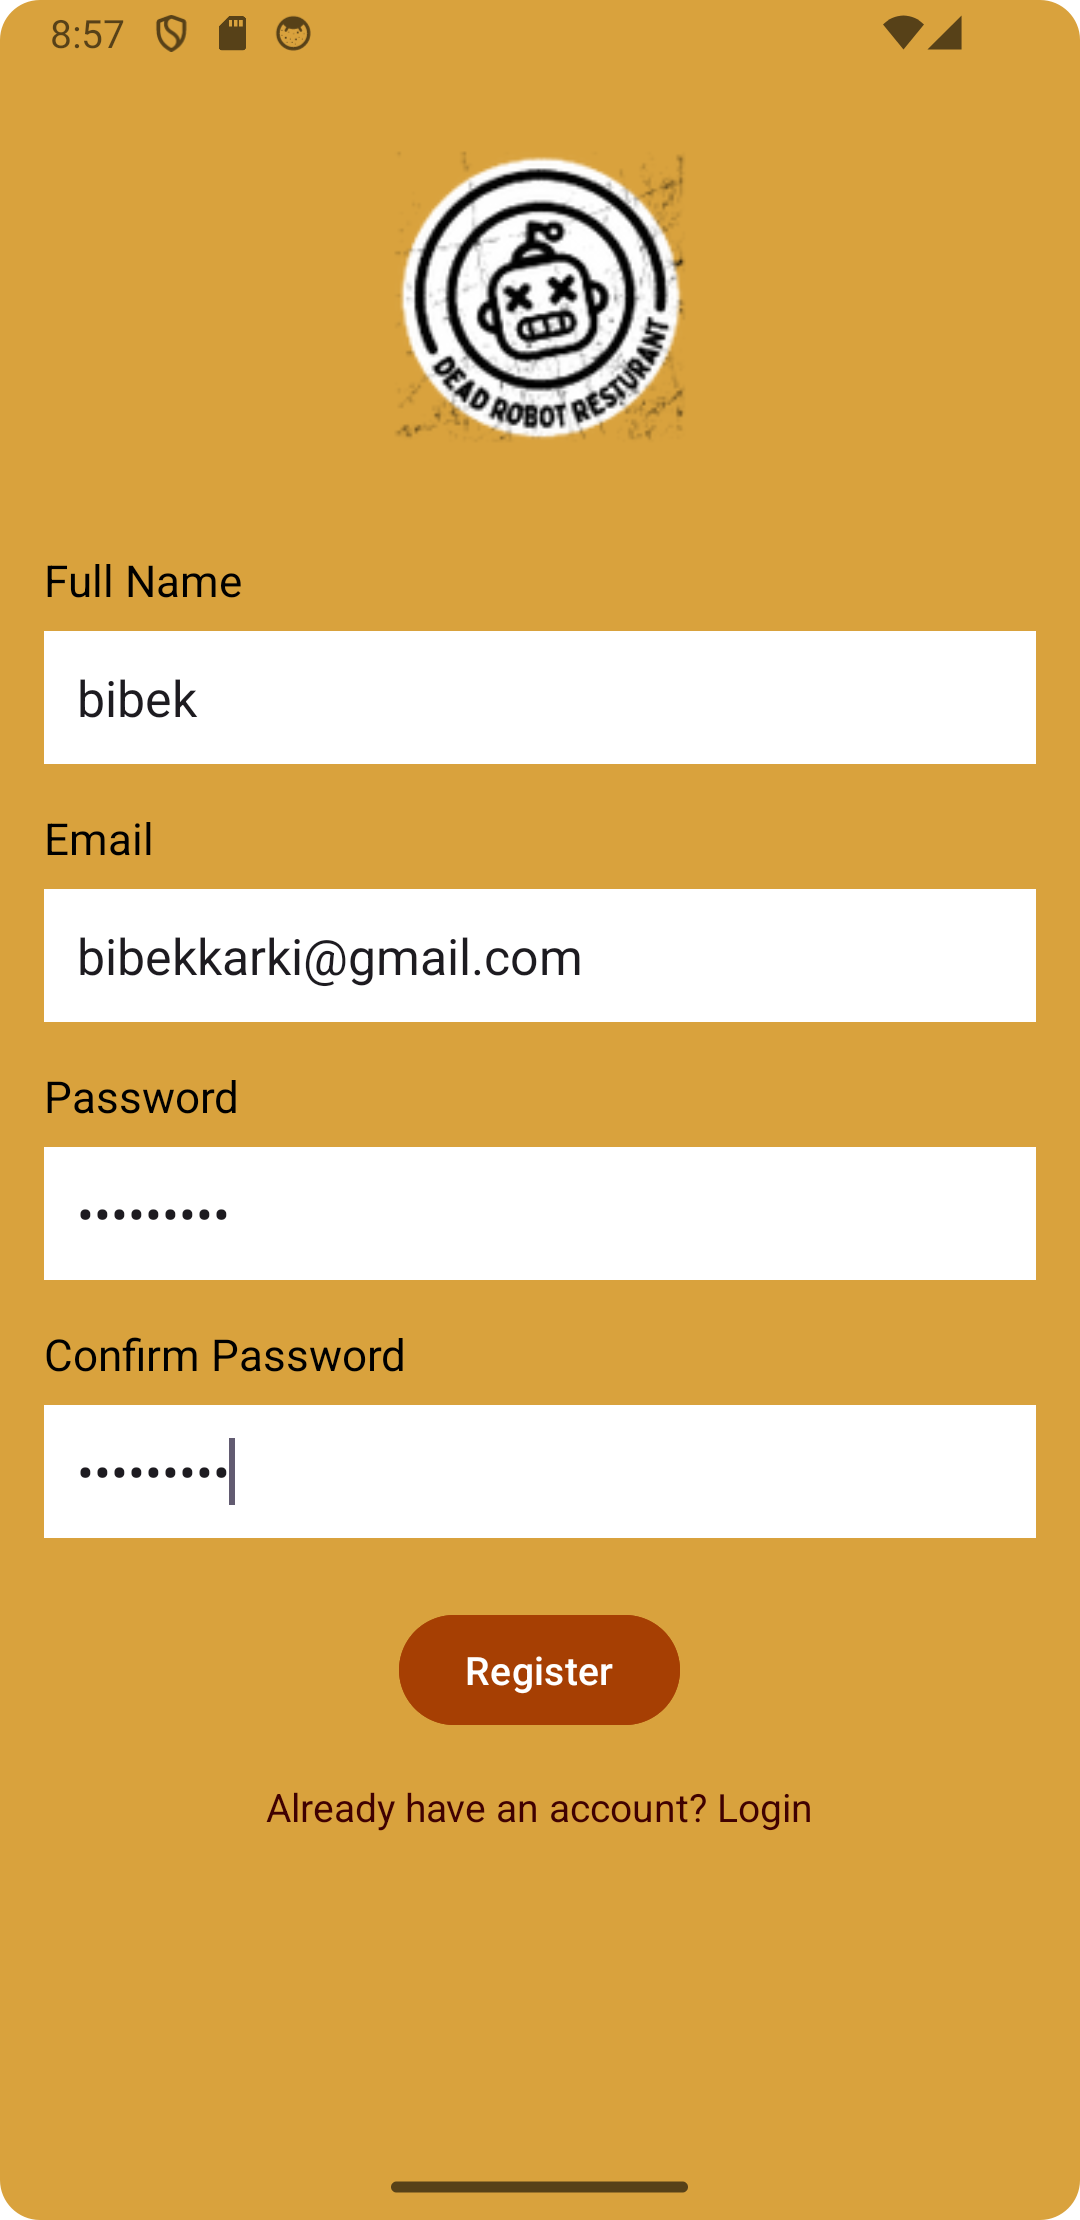 8:57
DEAD ROBOT RESTURANT
Full Name
bibek
Email
bibekkarki@gmail.com
Password
•••••••••
Confirm Password
•••••••••
Register
Already have an account? Login